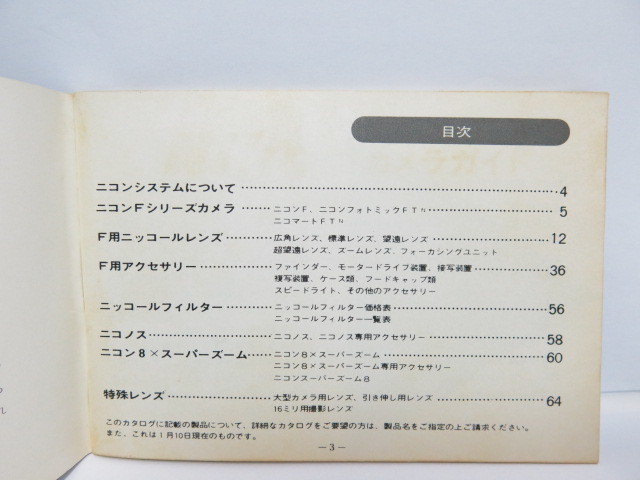 目次
ニコンシステムについて……………………………………………4
ニコンFシリーズカメラ……ニコンF、ニコンフォトミックFTN………………5
ニコマートFTN
F用ニッコールレンズ………広角レンズ、標準レンズ、望遠レンズ………………12
超望遠レンズ、ズームレンズ、フォーカシングユニット
F用アクセサリー……………ファインダー、モータードライブ装置、接写装置…………36
複写装置、ケース類、フードキャップ類
スピードライト、その他のアクセサリー
ニッコールフィルター………ニッコールフィルター価格表………………………56
ニッコールフィルター一覧表
ニコノス………………………ニコノス、ニコノス専用アクセサリー………………58
ニコン8×スーパーズーム……ニコン8×スーパーズーム…………………………60
ニコン8×スーパーズーム専用アクセサリー
ニコンスーパーズーム8
特殊レンズ……………………大型カメラ用レンズ、引き伸し用レンズ……………64
16ミリ用撮影レンズ
このカタログに記載の製品について、詳細なカタログをご要望の方は、製品名をご指定の上ご請求ください。
また、これは1月10日現在のものです。
—3—